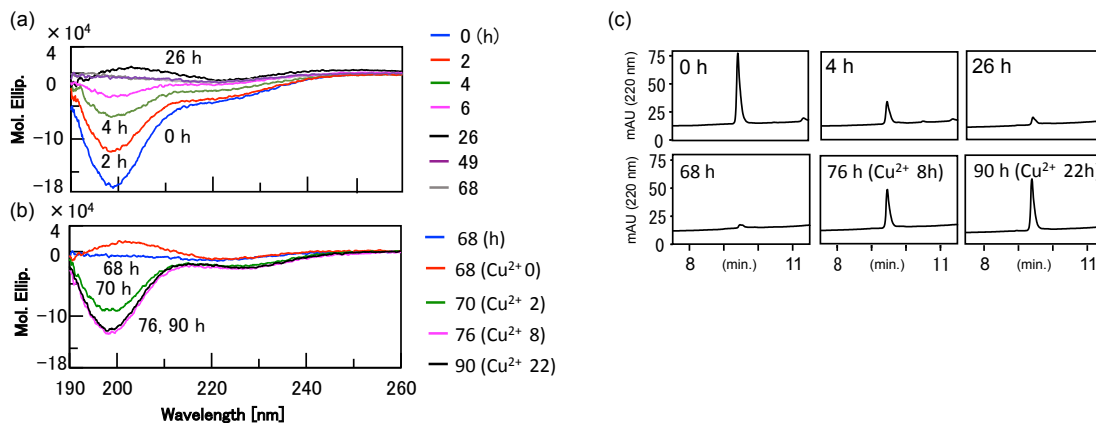 (a)
× 10⁴
4
0
−10
−18
Mol. Ellip.
26 h
4 h
2 h
0 h
0 (h)
2
4
6
26
49
68
(b)
× 10⁴
4
0
−10
−18
Mol. Ellip.
68 h
70 h
76, 90 h
190 200 220 240 260
Wavelength [nm]
68 (h)
68 (Cu²⁺ 0)
70 (Cu²⁺ 2)
76 (Cu²⁺ 8)
90 (Cu²⁺ 22)
(c)
mAU (220 nm)
75
50
25
0
0 h
4 h
26 h
mAU (220 nm)
75
50
25
0
68 h
76 h (Cu²⁺ 8h)
90 h (Cu²⁺ 22h)
8 (min.) 11
8 (min.) 11
8 (min.) 11